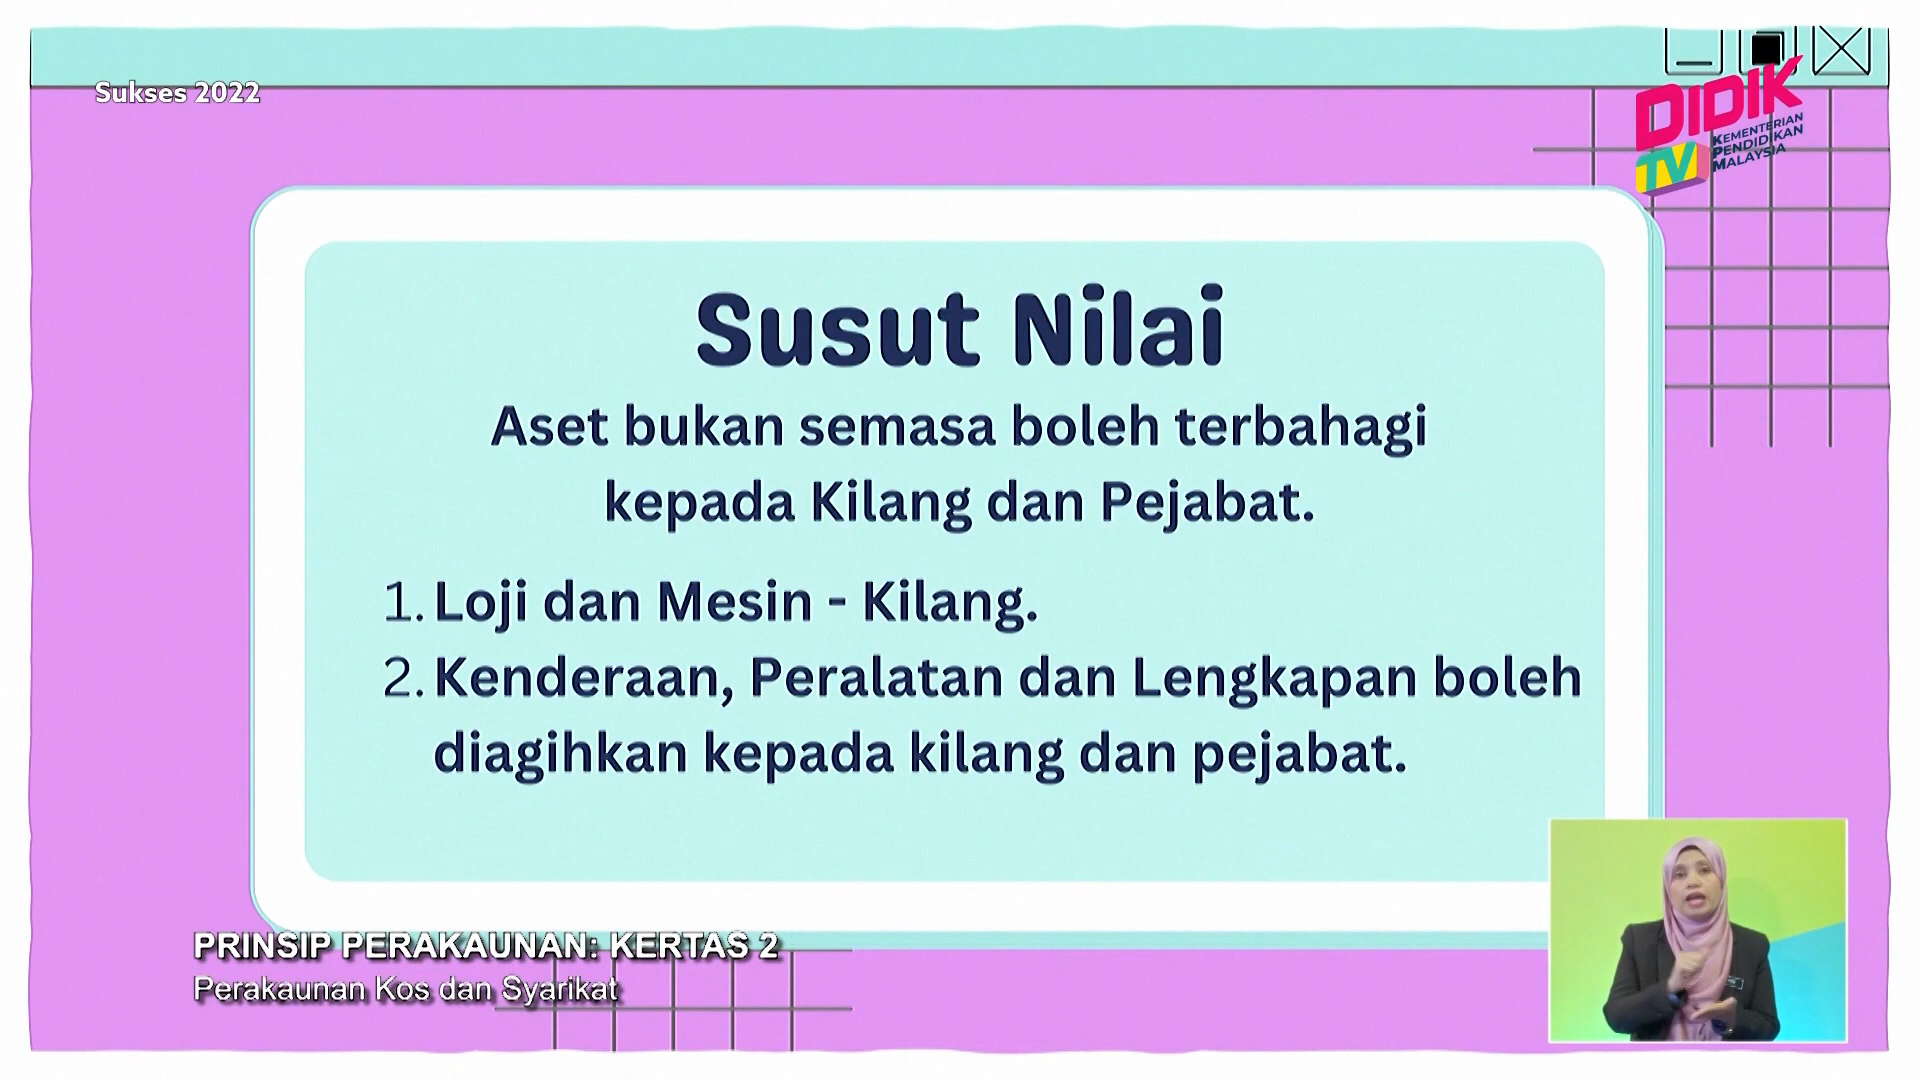 Sukses 2022
DIDIK
TV
KEMENTERIAN
PENDIDIKAN
MALAYSIA
Susut Nilai
Aset bukan semasa boleh terbahagi
kepada Kilang dan Pejabat.
1. Loji dan Mesin - Kilang.
2. Kenderaan, Peralatan dan Lengkapan boleh
diagihkan kepada kilang dan pejabat.
PRINSIP PERAKAUNAN: KERTAS 2
Perakaunan Kos dan Syarikat